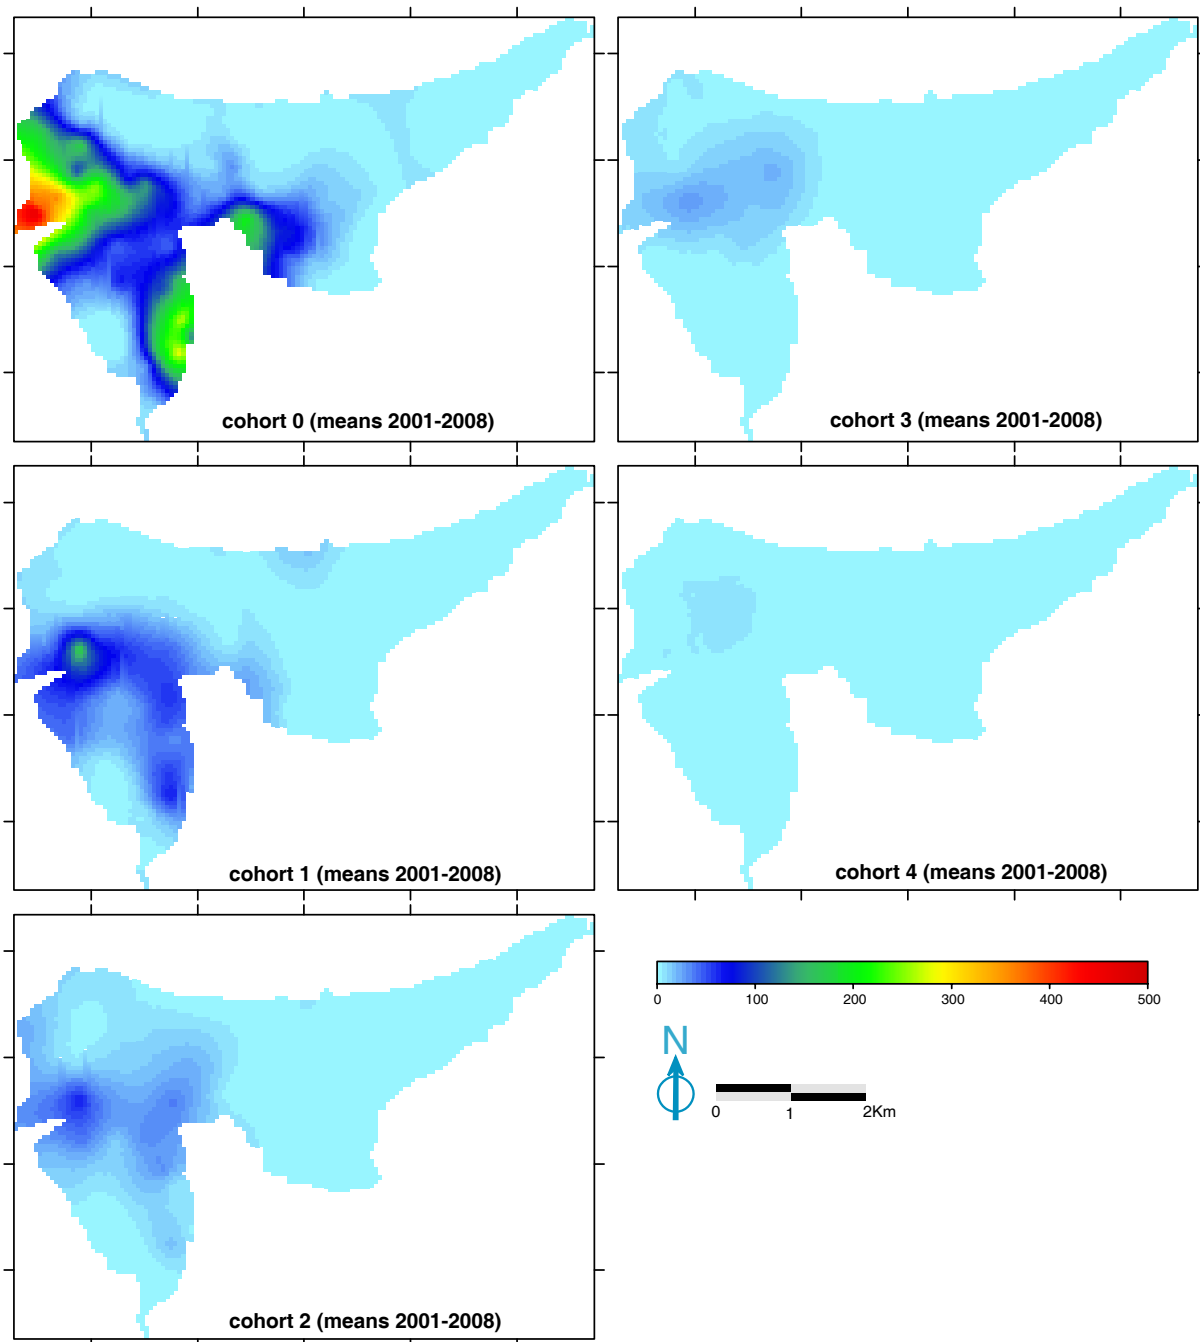 cohort 0 (means 2001-2008)
cohort 3 (means 2001-2008)
cohort 1 (means 2001-2008)
cohort 4 (means 2001-2008)
cohort 2 (means 2001-2008)
0 100 200 300 400 500
N
0 1 2Km